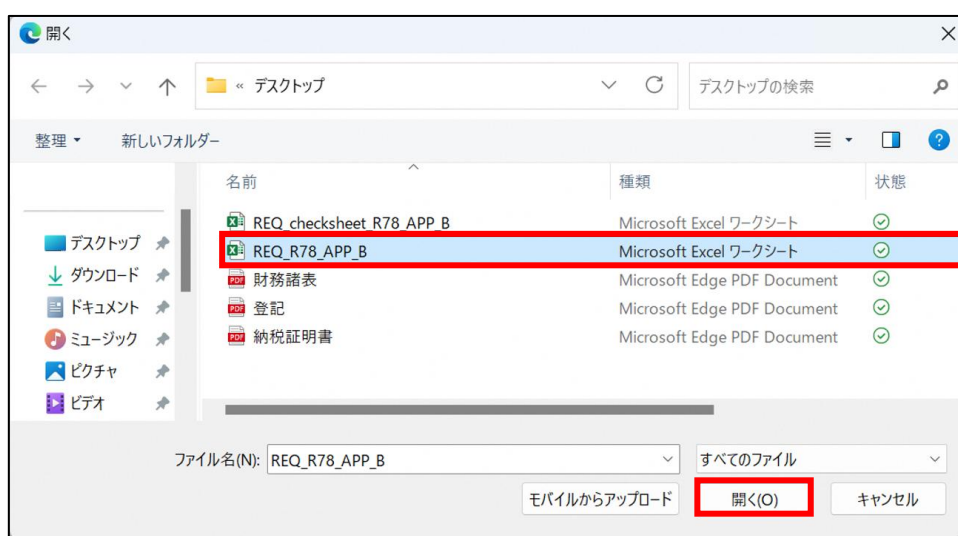 開く
« デスクトップ
デスクトップの検索
整理 新しいフォルダー
名前 種類 状態
REQ_checksheet_R78_APP_B Microsoft Excel ワークシート
REQ_R78_APP_B Microsoft Excel ワークシート
財務諸表 Microsoft Edge PDF Document
登記 Microsoft Edge PDF Document
納税証明書 Microsoft Edge PDF Document
デスクトップ
ダウンロード
ドキュメント
ミュージック
ピクチャ
ビデオ
ファイル名(N): REQ_R78_APP_B すべてのファイル
モバイルからアップロード 開く(O) キャンセル